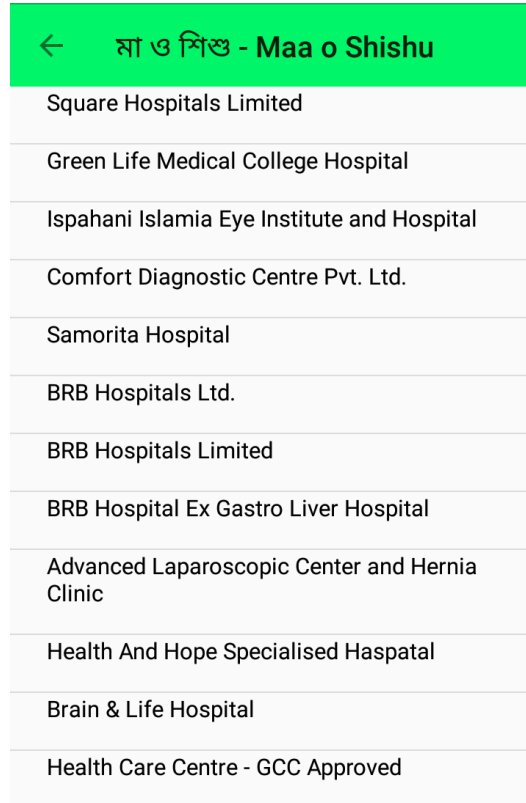 মা ও শিশু - Maa o Shishu
Square Hospitals Limited
Green Life Medical College Hospital
Ispahani Islamia Eye Institute and Hospital
Comfort Diagnostic Centre Pvt. Ltd.
Samorita Hospital
BRB Hospitals Ltd.
BRB Hospitals Limited
BRB Hospital Ex Gastro Liver Hospital
Advanced Laparoscopic Center and Hernia
Clinic
Health And Hope Specialised Haspatal
Brain & Life Hospital
Health Care Centre - GCC Approved